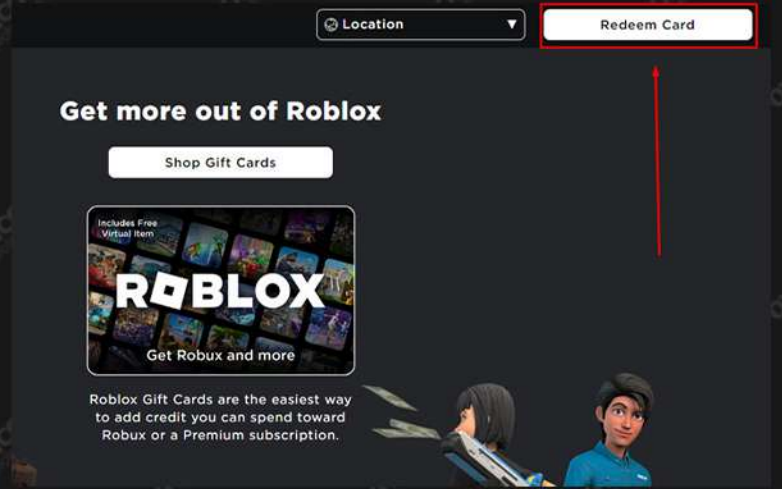 Location
Redeem Card
Get more out of Roblox
Shop Gift Cards
Includes Free
Virtual Item
ROBLOX
Get Robux and more
Roblox Gift Cards are the easiest way
to add credit you can spend toward
Robux or a Premium subscription.